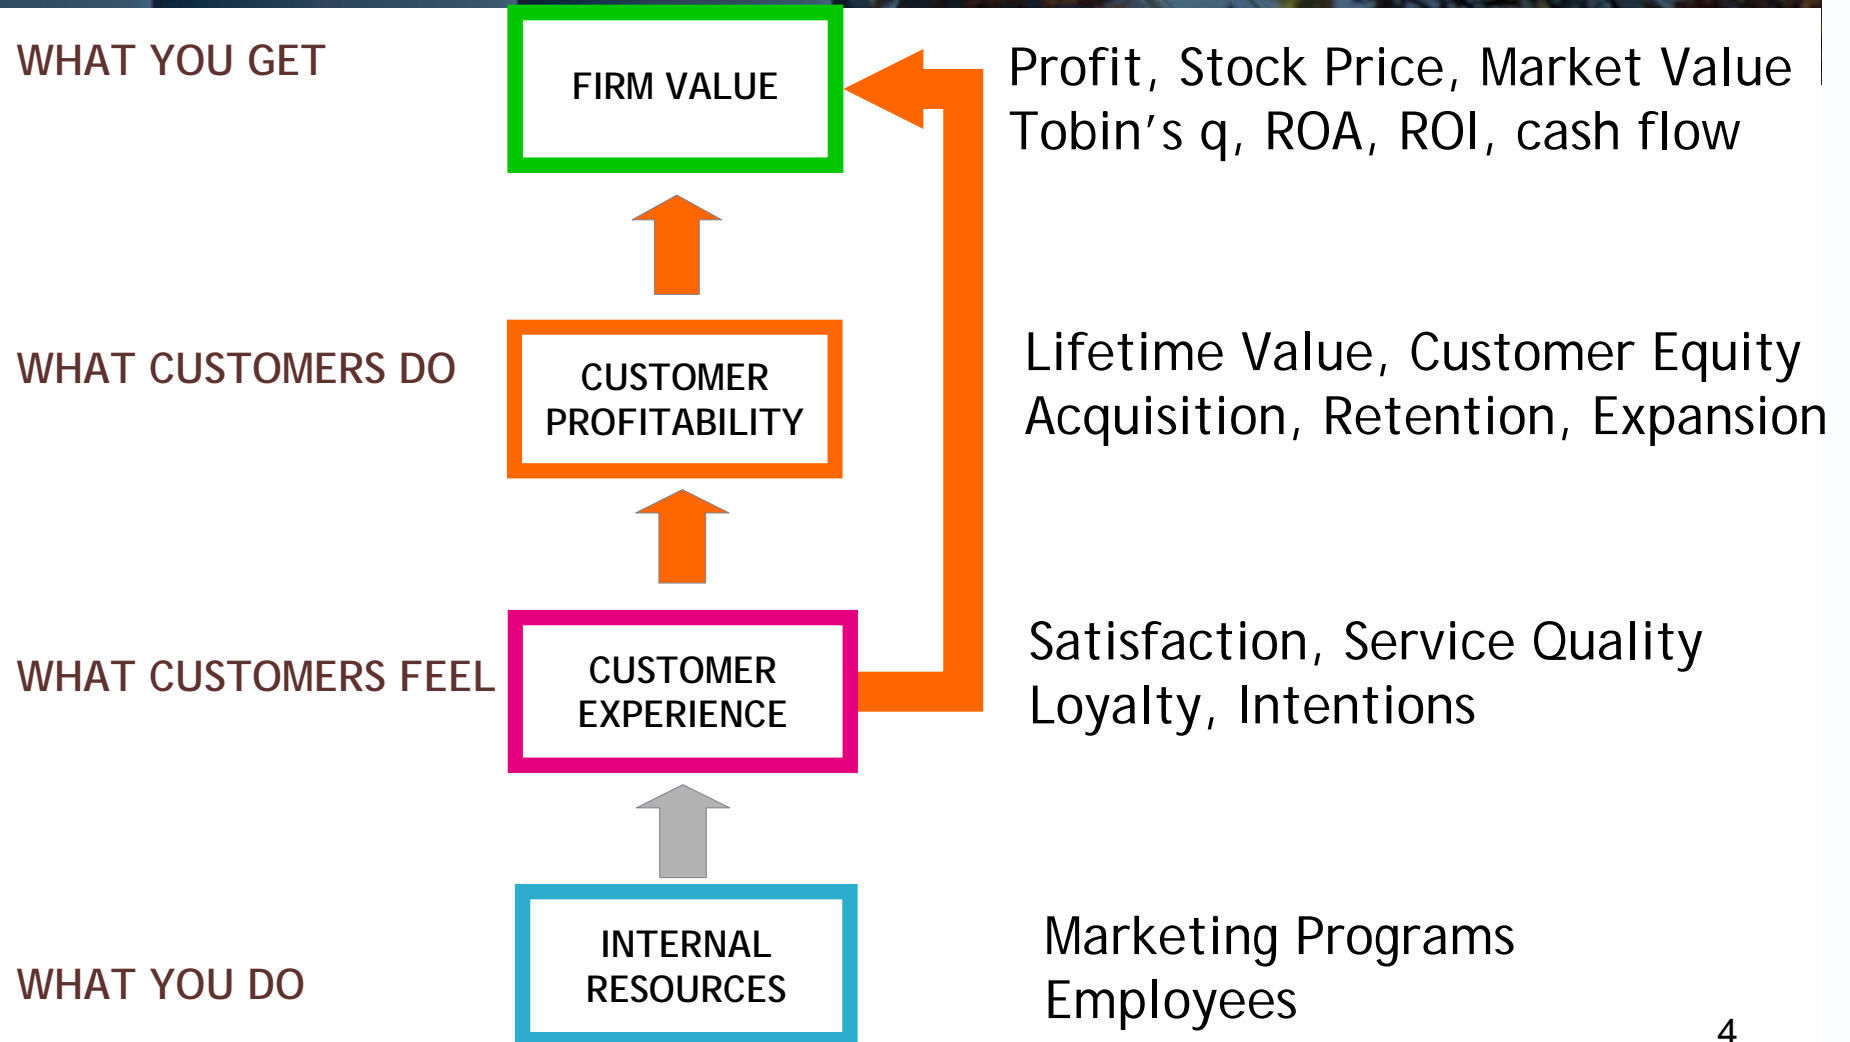 WHAT YOU GET
FIRM VALUE
Profit, Stock Price, Market Value
Tobin’s q, ROA, ROI, cash flow
WHAT CUSTOMERS DO
CUSTOMER
PROFITABILITY
Lifetime Value, Customer Equity
Acquisition, Retention, Expansion
WHAT CUSTOMERS FEEL
CUSTOMER
EXPERIENCE
Satisfaction, Service Quality
Loyalty, Intentions
WHAT YOU DO
INTERNAL
RESOURCES
Marketing Programs
Employees
4